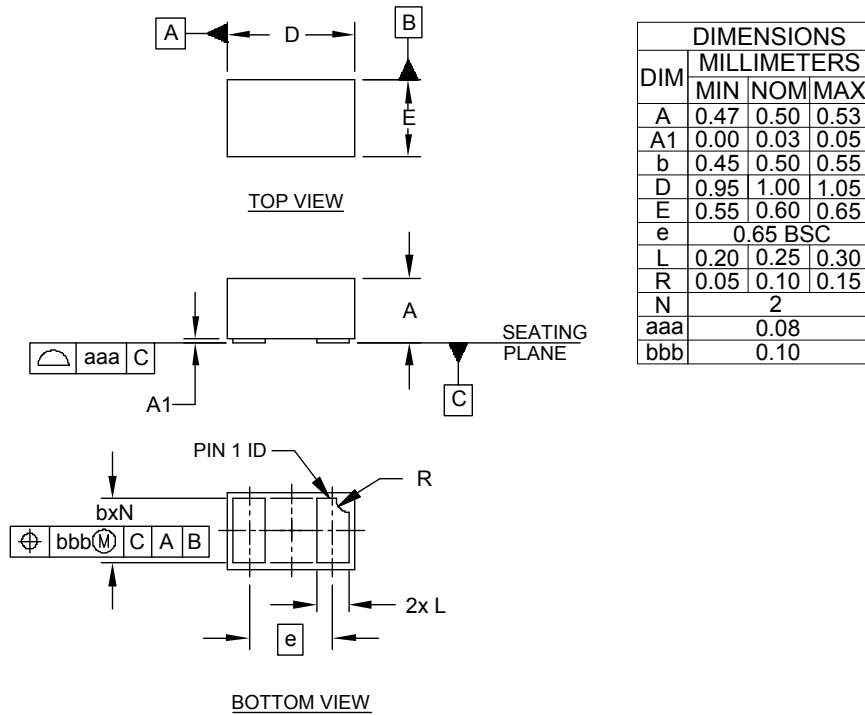 A
D
B
E
TOP VIEW
A
SEATING
PLANE
aaa C
A1
C
PIN 1 ID
R
bxN
bbb Ⓜ C A B
2x L
e
BOTTOM VIEW
DIMENSIONS
DIM MILLIMETERS
MIN NOM MAX
A 0.47 0.50 0.53
A1 0.00 0.03 0.05
b 0.45 0.50 0.55
D 0.95 1.00 1.05
E 0.55 0.60 0.65
e 0.65 BSC
L 0.20 0.25 0.30
R 0.05 0.10 0.15
N 2
aaa 0.08
bbb 0.10